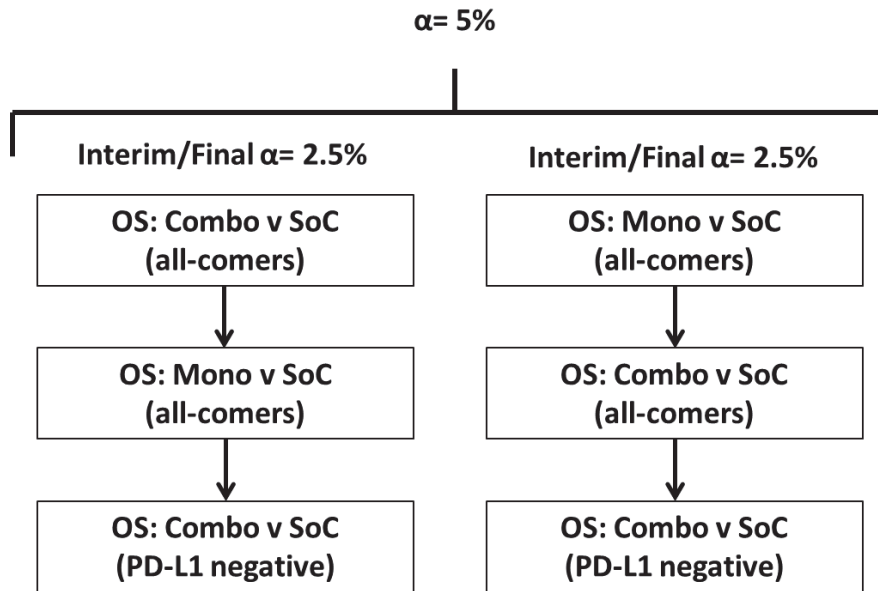 α= 5%
Interim/Final α= 2.5%
OS: Combo v SoC
(all-comers)
OS: Mono v SoC
(all-comers)
OS: Combo v SoC
(PD-L1 negative)
Interim/Final α= 2.5%
OS: Mono v SoC
(all-comers)
OS: Combo v SoC
(all-comers)
OS: Combo v SoC
(PD-L1 negative)